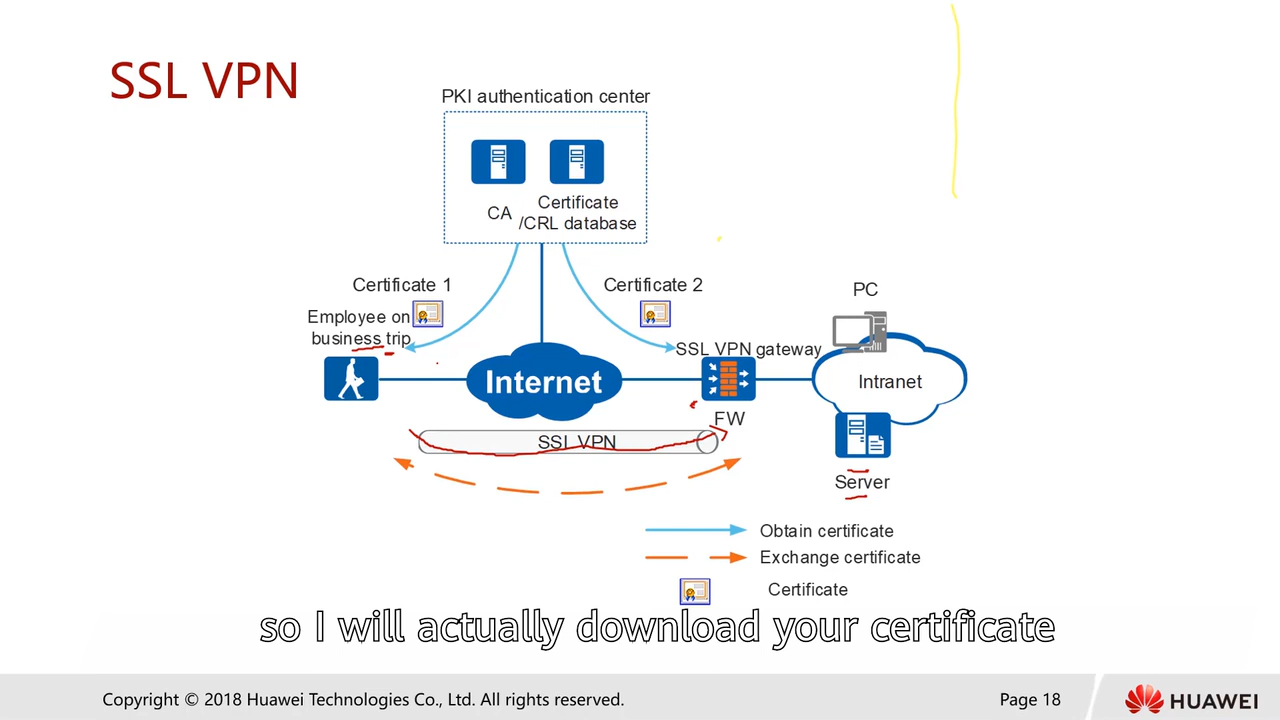 SSL VPN
PKI authentication center
CA
Certificate
/CRL database
Certificate 1
Certificate 2
Employee on
business trip
PC
SSL VPN gateway
Internet
Intranet
FW
SSL VPN
Server
Obtain certificate
Exchange certificate
Certificate
so I will actually download your certificate
Copyright © 2018 Huawei Technologies Co., Ltd. All rights reserved.
Page 18
HUAWEI